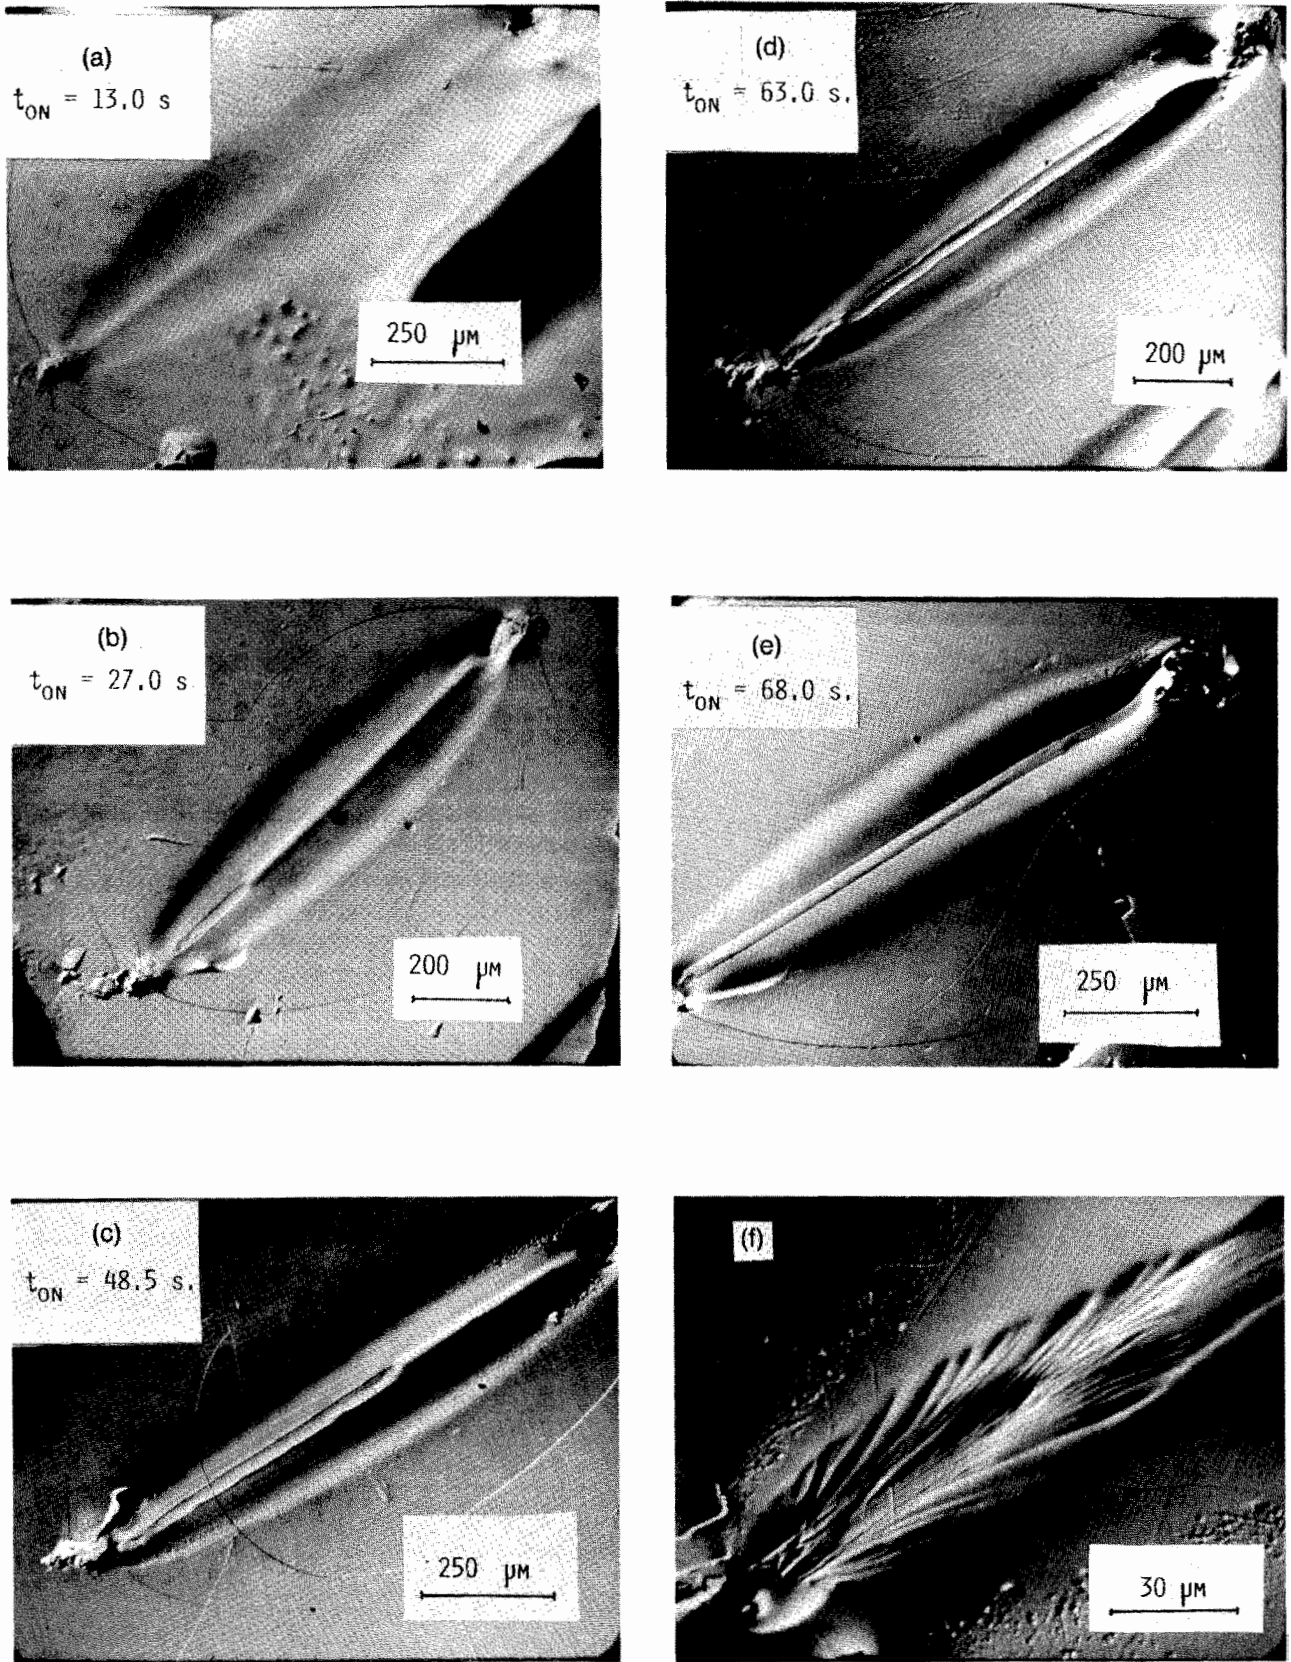 (a)
t_ON = 13.0 s
250 μm
(d)
t_ON = 63.0 s.
200 μm
(b)
t_ON = 27.0 s
200 μm
(e)
t_ON = 68.0 s.
250 μm
(c)
t_ON = 48.5 s.
250 μm
(f)
30 μm